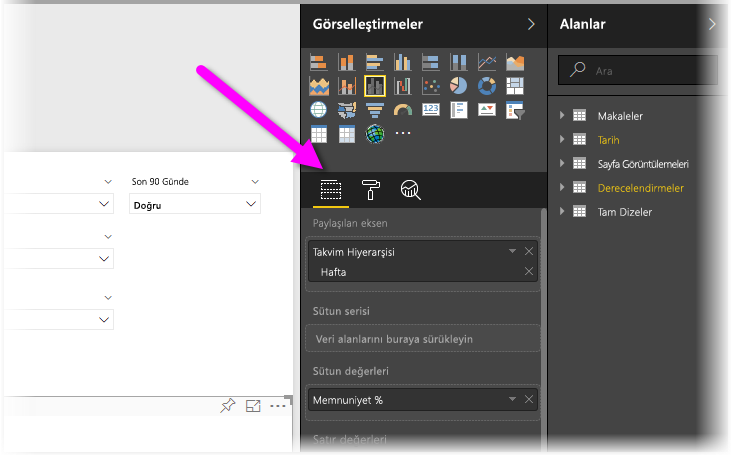 Görselleştirmeler
Alanlar
Ara
123
Makaleler
Tarih
Sayfa Görüntülemeleri
Derecelendirmeler
Tam Dizeler
Son 90 Günde
Doğru
Paylaşılan eksen
Takvim Hiyerarşisi
Hafta
Sütun serisi
Veri alanlarını buraya sürükleyin
Sütun değerleri
Memnuniyet %
Satır değerleri